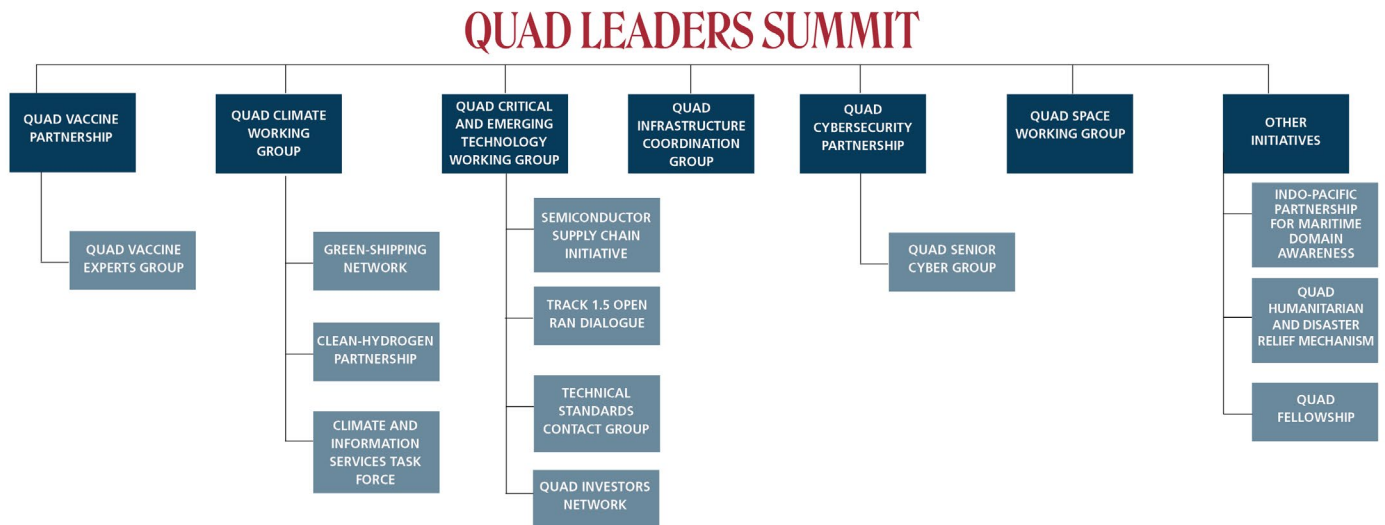 QUAD LEADERS SUMMIT
QUAD VACCINE
PARTNERSHIP
QUAD VACCINE
EXPERTS GROUP
QUAD CLIMATE
WORKING
GROUP
GREEN-SHIPPING
NETWORK
CLEAN-HYDROGEN
PARTNERSHIP
CLIMATE AND
INFORMATION
SERVICES TASK
FORCE
QUAD CRITICAL
AND EMERGING
TECHNOLOGY
WORKING GROUP
SEMICONDUCTOR
SUPPLY CHAIN
INITIATIVE
TRACK 1.5 OPEN
RAN DIALOGUE
TECHNICAL
STANDARDS
CONTACT GROUP
QUAD INVESTORS
NETWORK
QUAD
INFRASTRUCTURE
COORDINATION
GROUP
QUAD
CYBERSECURITY
PARTNERSHIP
QUAD SENIOR
CYBER GROUP
QUAD SPACE
WORKING GROUP
OTHER
INITIATIVES
INDO-PACIFIC
PARTNERSHIP
FOR MARITIME
DOMAIN
AWARENESS
QUAD
HUMANITARIAN
AND DISASTER
RELIEF MECHANISM
QUAD
FELLOWSHIP